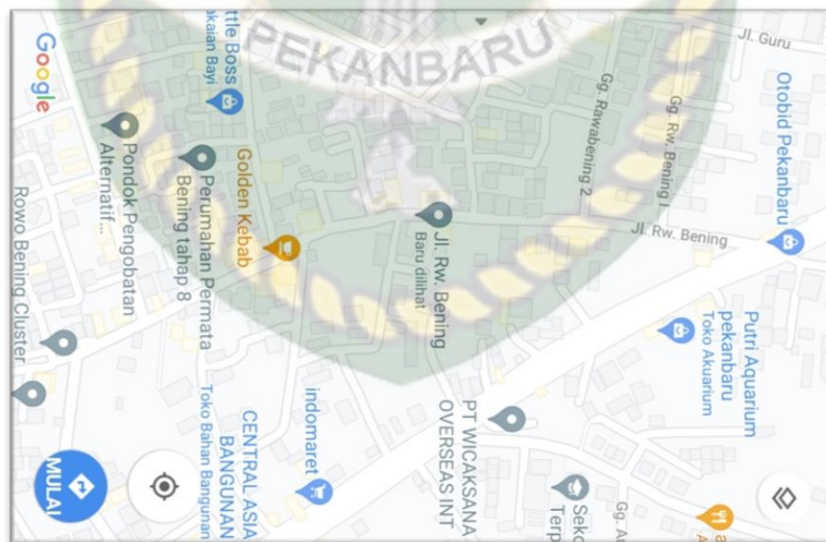 PEKANBARU
Jl. Guru
Otobid Pekanbaru
Gg. Rw. Bening I
Gg. Rawabening 2
Jl. Rw. Bening
Putri Aquarium
pekanbaru
Toko Akuarium
Jl. Rw. Bening
Baru dilihat
PT WICAKSANA
OVERSEAS INT
Seko
Terp
Gg. Au
ttle Boss
akaian Bayi
Golden Kebab
Perumahan Permata
Bening tahap 8
Pondok Pengobatan
Alternatif...
Google
indomaret
CENTRAL ASIA
BANGUNAN
Toko Bahan Bangunan
Rowo Bening Cluster
MULAI